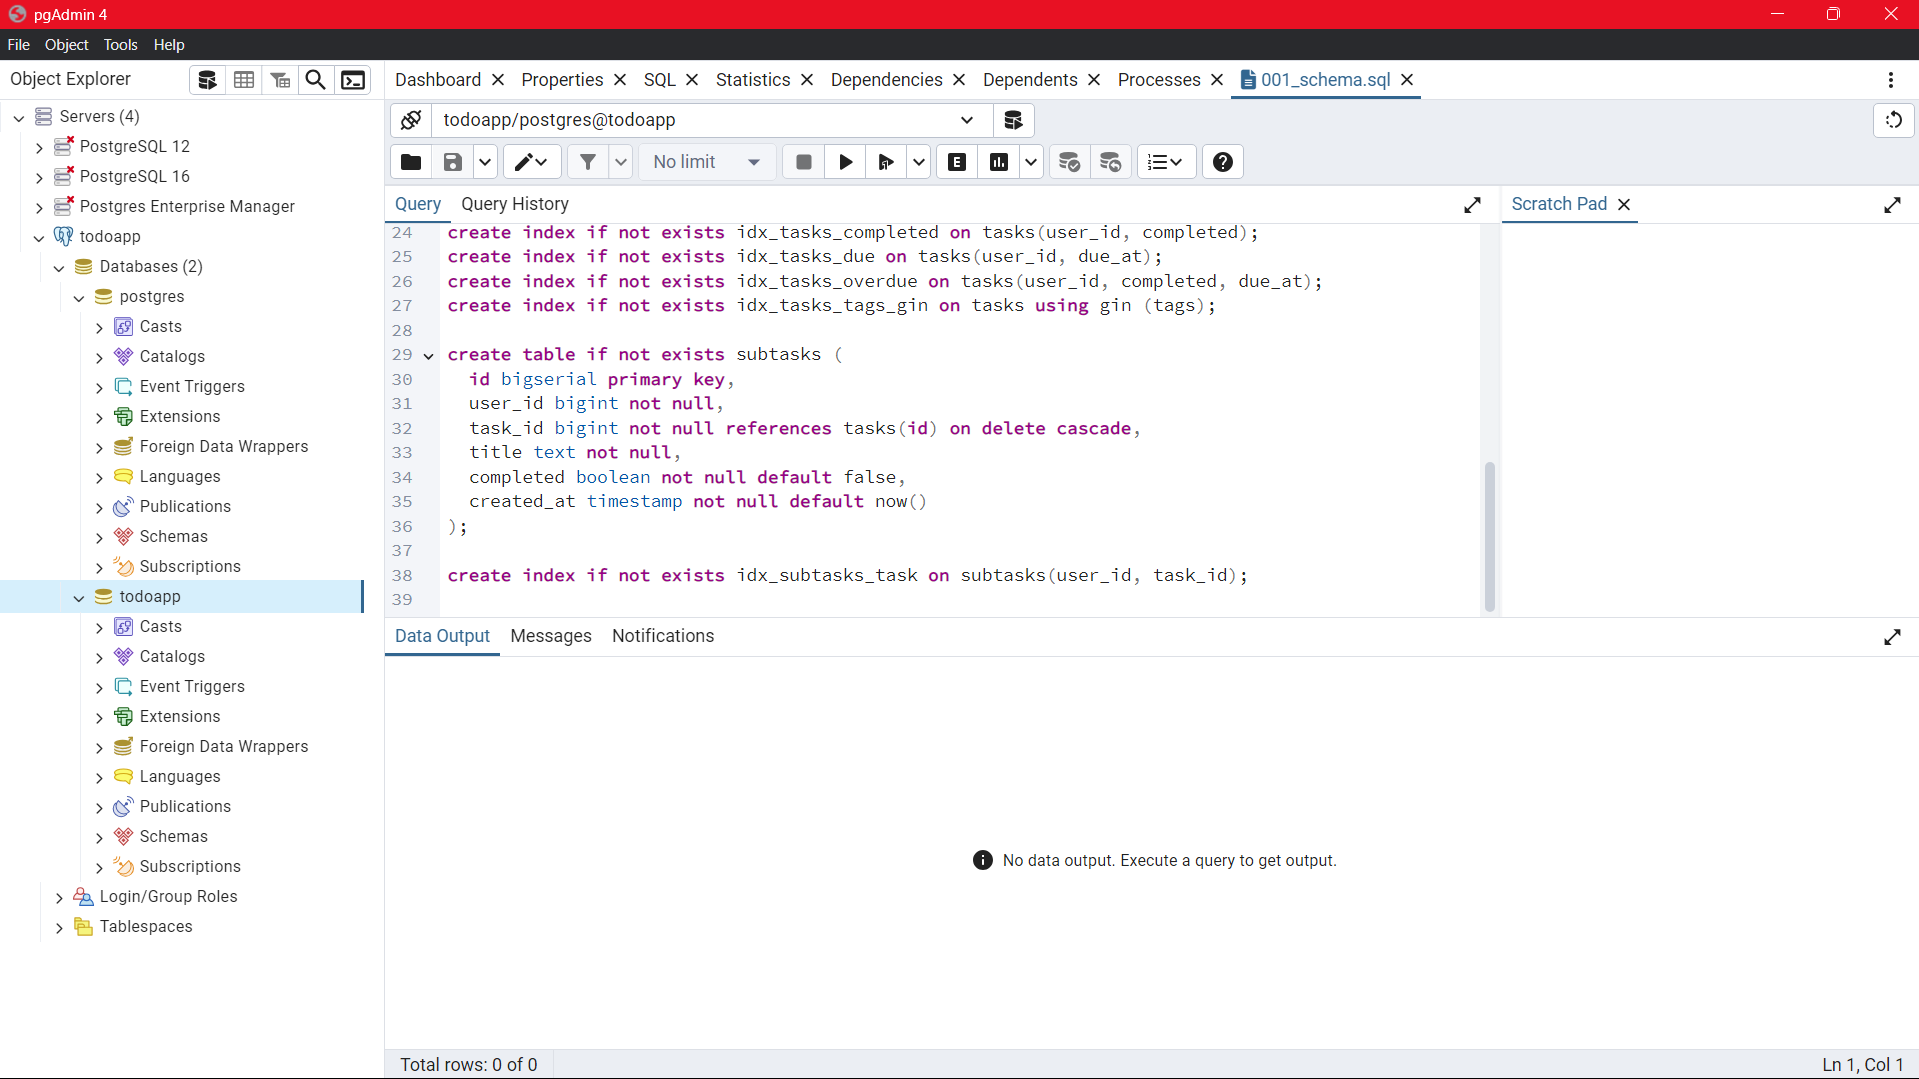 pgAdmin 4
File Object Tools Help
Object Explorer
Dashboard Properties SQL Statistics Dependencies Dependents Processes 001_schema.sql
Servers (4)
PostgreSQL 12
PostgreSQL 16
Postgres Enterprise Manager
todoapp
Databases (2)
postgres
Casts
Catalogs
Event Triggers
Extensions
Foreign Data Wrappers
Languages
Publications
Schemas
Subscriptions
todoapp
Casts
Catalogs
Event Triggers
Extensions
Foreign Data Wrappers
Languages
Publications
Schemas
Subscriptions
Login/Group Roles
Tablespaces
todoapp/postgres@todoapp
No limit
E
Query Query History
Scratch Pad
24 create index if not exists idx_tasks_completed on tasks(user_id, completed);
25 create index if not exists idx_tasks_due on tasks(user_id, due_at);
26 create index if not exists idx_tasks_overdue on tasks(user_id, completed, due_at);
27 create index if not exists idx_tasks_tags_gin on tasks using gin (tags);
28
29 create table if not exists subtasks (
30 id bigserial primary key,
31 user_id bigint not null,
32 task_id bigint not null references tasks(id) on delete cascade,
33 title text not null,
34 completed boolean not null default false,
35 created_at timestamp not null default now()
36 );
37
38 create index if not exists idx_subtasks_task on subtasks(user_id, task_id);
39
Data Output Messages Notifications
No data output. Execute a query to get output.
Total rows: 0 of 0
Ln 1, Col 1